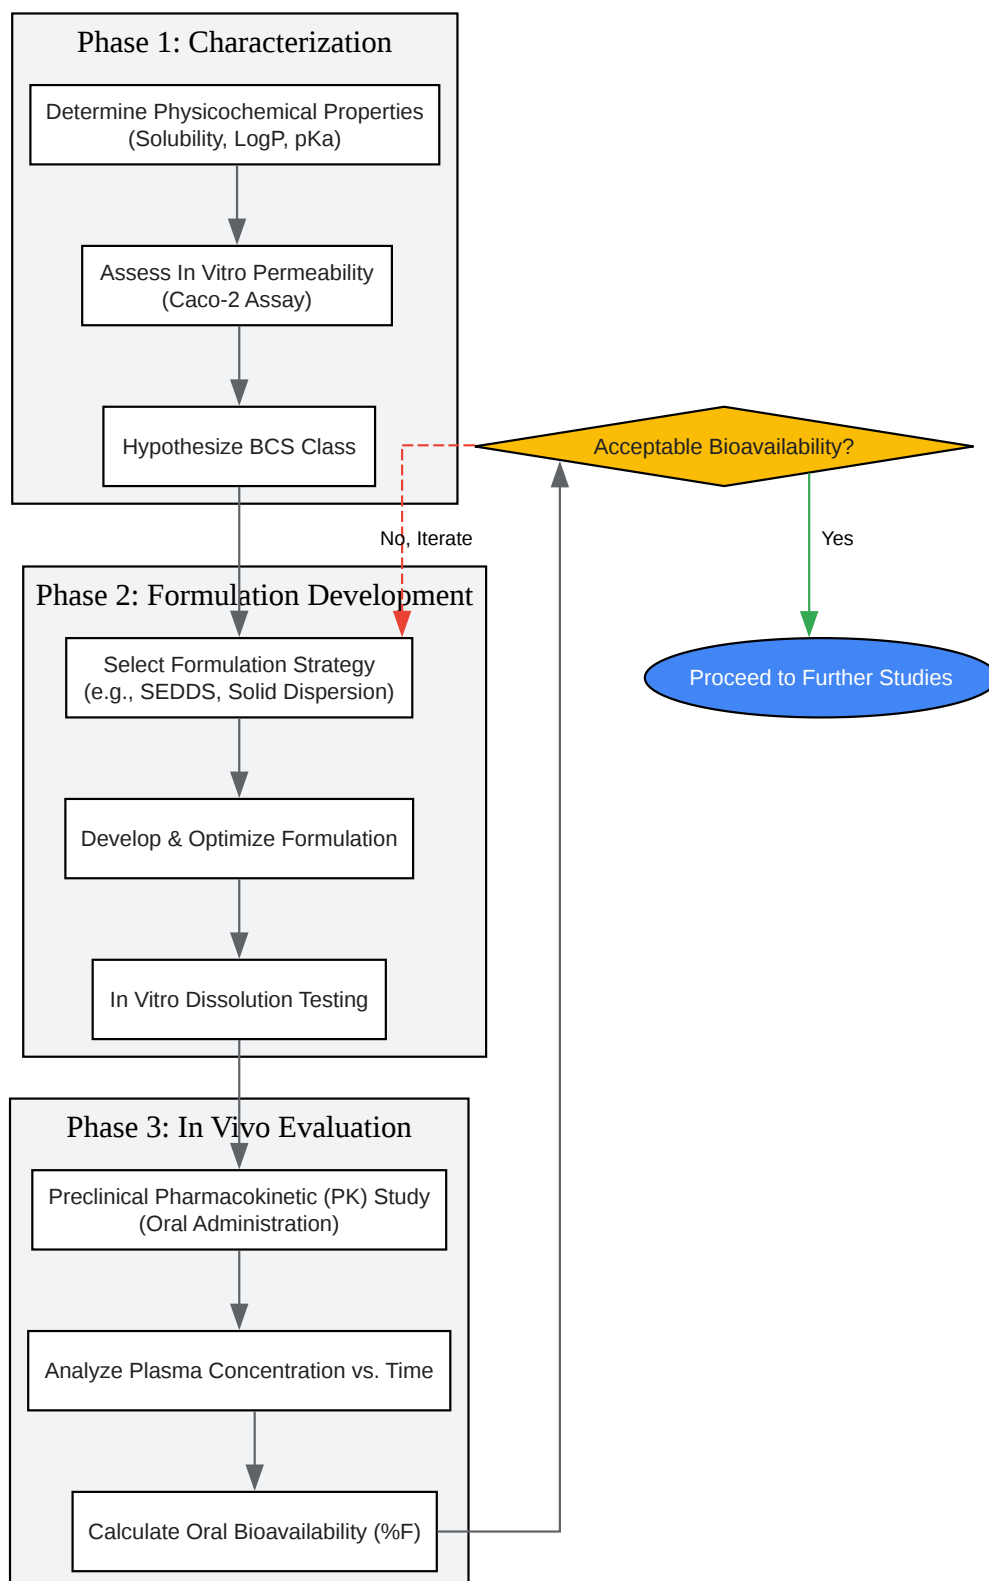 Phase 1: Characterization
Determine Physicochemical Properties
(Solubility, LogP, pKa)
Assess In Vitro Permeability
(Caco-2 Assay)
Hypothesize BCS Class
Acceptable Bioavailability?
No, Iterate
Yes
Phase 2: Formulation Development
Select Formulation Strategy
(e.g., SEDDS, Solid Dispersion)
Proceed to Further Studies
Develop & Optimize Formulation
In Vitro Dissolution Testing
Phase 3: In Vivo Evaluation
Preclinical Pharmacokinetic (PK) Study
(Oral Administration)
Analyze Plasma Concentration vs. Time
Calculate Oral Bioavailability (%F)